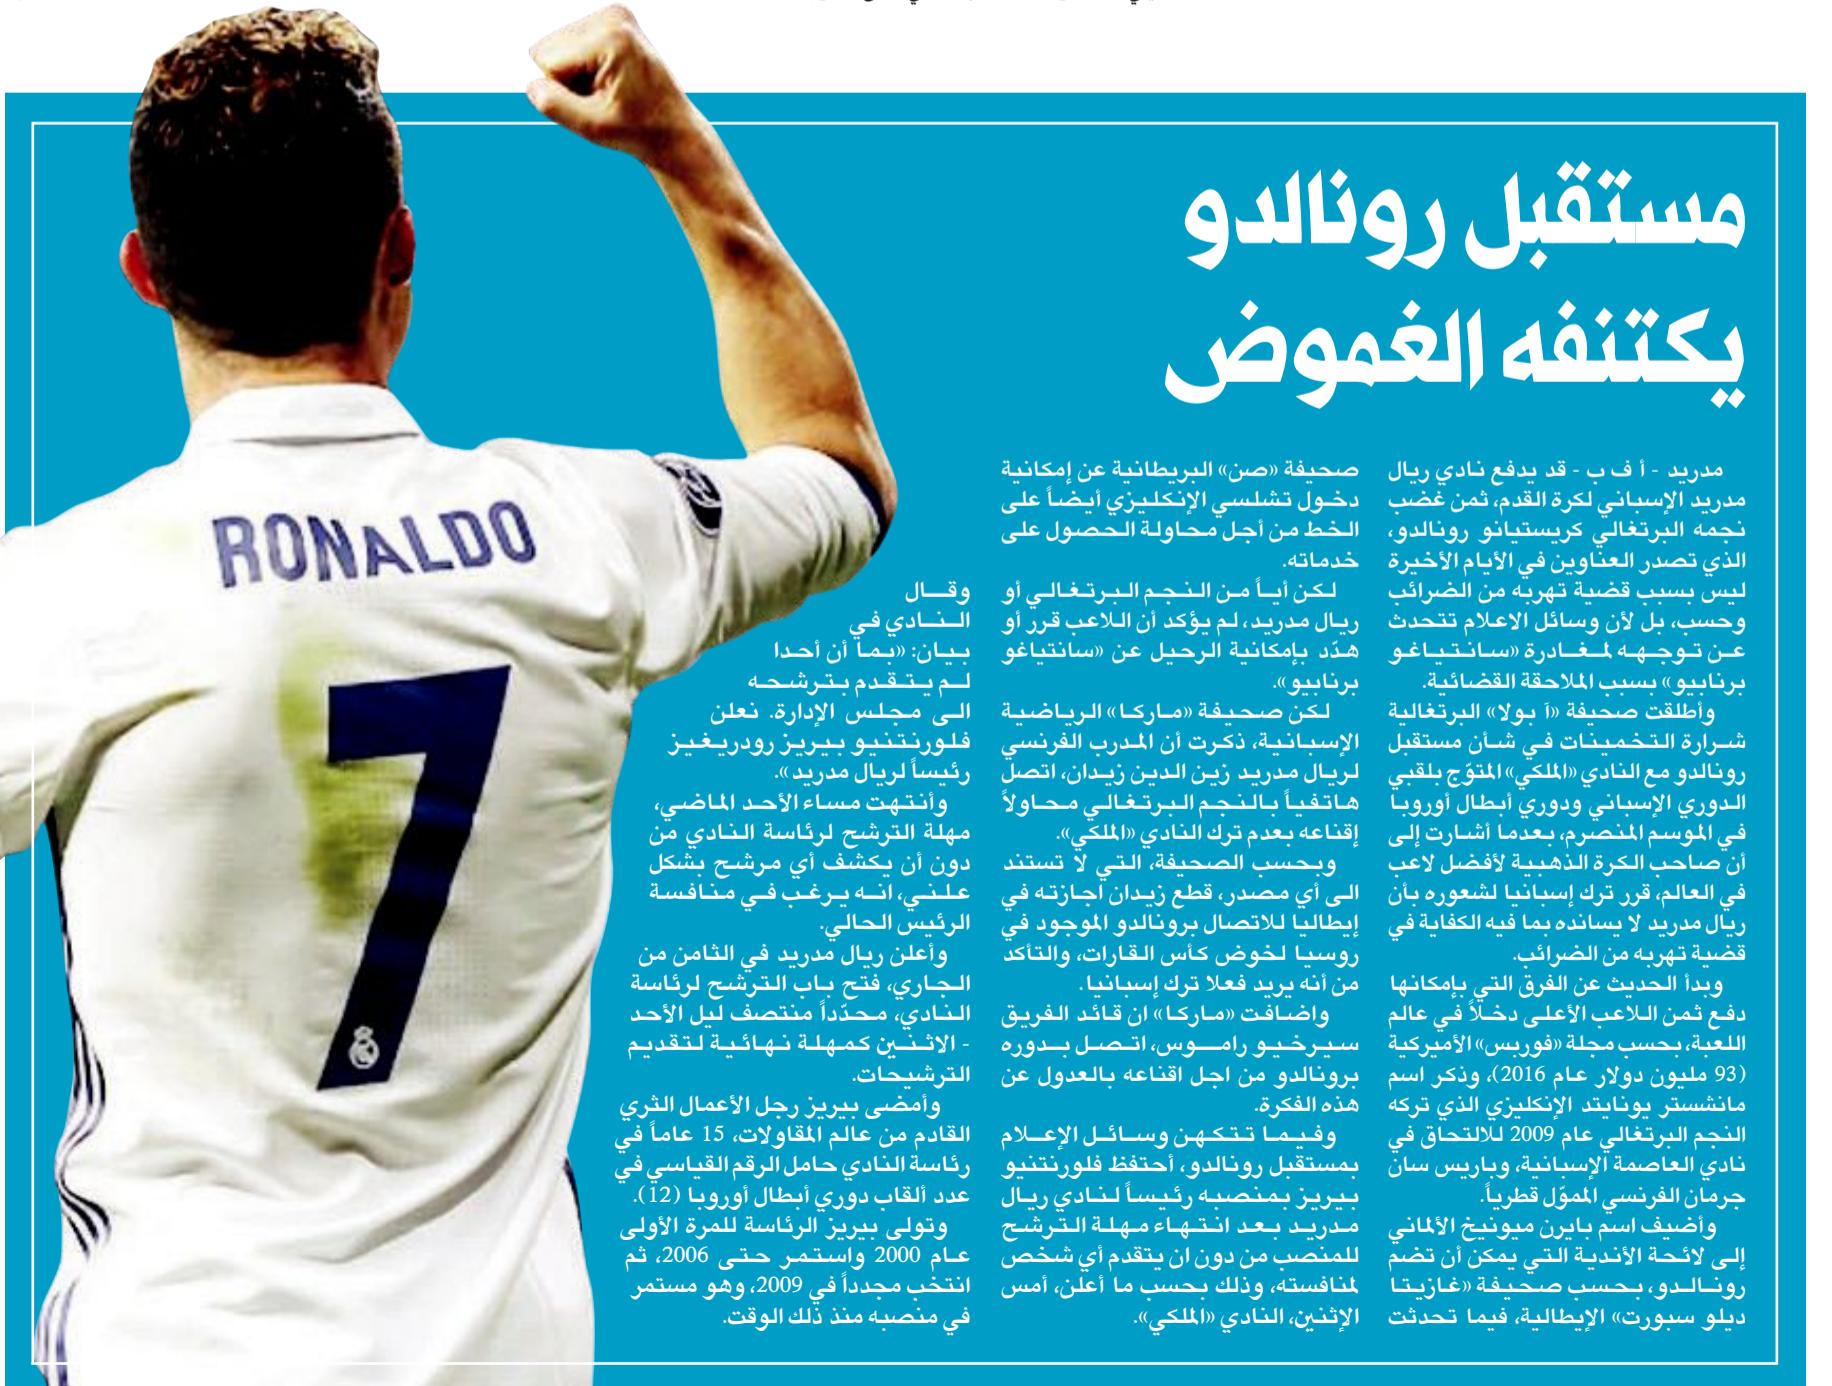 مستقبل رونالدو
يكتنفه الغموض
مدريد - أ ف ب - قد يدفع نادي ريال
مدريد الإسباني لكرة القدم، ثمن غضب
نجمه البرتغالي كريستيانو رونالدو،
الذي تصدر العناوين في الأيام الأخيرة
ليس بسبب قضية تهربه من الضرائب
وحسب، بل لأن وسائل الاعلام تتحدث
عن توجهه لمغادرة «سانتياغو
برنابيو» بسبب الملاحقة القضائية.
وأطلقت صحيفة «آ بولا» البرتغالية
شرارة التخمينات في شأن مستقبل
رونالدو مع النادي «الملكي» المتوّج بلقبي
الدوري الإسباني ودوري أبطال أوروبا
في الموسم المنصرم، بعدما أشارت إلى
أن صاحب الكرة الذهبية لأفضل لاعب
في العالم، قرر ترك إسبانيا لشعوره بأن
ريال مدريد لا يسانده بما فيه الكفاية في
قضية تهربه من الضرائب.
وبدأ الحديث عن الفرق التي بإمكانها
دفع ثمن اللاعب الأعلى دخلاً في عالم
اللعبة، بحسب مجلة «فوربس» الأميركية
(93 مليون دولار عام 2016)، وذكر اسم
مانشستر يونايتد الإنكليزي الذي تركه
النجم البرتغالي عام 2009 للالتحاق في
نادي العاصمة الإسبانية، وباريس سان
جرمان الفرنسي المموّل قطرياً.
وأضيف اسم بايرن ميونيخ الألماني
إلى لائحة الأندية التي يمكن أن تضم
رونالدو، بحسب صحيفة «غازيتا
ديلو سبورت» الإيطالية، فيما تحدثت
صحيفة «صن» البريطانية عن إمكانية
دخول تشلسي الإنكليزي أيضاً على
الخط من أجل محاولة الحصول على
خدماته.
لكن أياً من النجم البرتغالي أو
ريال مدريد، لم يؤكد أن اللاعب قرر أو
هدّد بإمكانية الرحيل عن «سانتياغو
برنابيو».
لكن صحيفة «ماركا» الرياضية
الإسبانية، ذكرت أن المدرب الفرنسي
لريال مدريد زين الدين زيدان، اتصل
هاتفياً بالنجم البرتغالي محاولاً
إقناعه بعدم ترك النادي «الملكي».
وبحسب الصحيفة، التي لا تستند
الى أي مصدر، قطع زيدان اجازته في
إيطاليا للاتصال برونالدو الموجود في
روسيا لخوض كأس القارات، والتأكد
من أنه يريد فعلا ترك إسبانيا.
واضافت «ماركا» ان قائد الفريق
سيرخيو راموس، اتصل بدوره
برونالدو من اجل اقناعه بالعدول عن
هذه الفكرة.
وفيما تتكهن وسائل الإعلام
بمستقبل رونالدو، أحتفظ فلورنتنيو
بيريز بمنصبه رئيساً لنادي ريال
مدريد بعد انتهاء مهلة الترشح
للمنصب من دون ان يتقدم أي شخص
لمنافسته، وذلك بحسب ما أعلن، أمس
الإثنين، النادي «الملكي».
وقال
النادي في
بيان: «بما أن أحدا
لم يتقدم بترشحه
الى مجلس الإدارة. نعلن
فلورنتنيو بيريز رودريغيز
رئيساً لريال مدريد».
وأنتهت مساء الأحد الماضي،
مهلة الترشح لرئاسة النادي من
دون أن يكشف أي مرشح بشكل
علني، انه يرغب في منافسة
الرئيس الحالي.
وأعلن ريال مدريد في الثامن من
الجاري، فتح باب الترشح لرئاسة
النادي، محدّداً منتصف ليل الأحد
- الاثنين كمهلة نهائية لتقديم
الترشيحات.
وأمضى بيريز رجل الأعمال الثري
القادم من عالم المقاولات، 15 عاماً في
رئاسة النادي حامل الرقم القياسي في
عدد ألقاب دوري أبطال أوروبا (12).
وتولى بيريز الرئاسة للمرة الأولى
عام 2000 واستمر حتى 2006، ثم
انتخب مجدداً في 2009، وهو مستمر
في منصبه منذ ذلك الوقت.
RONALDO
7